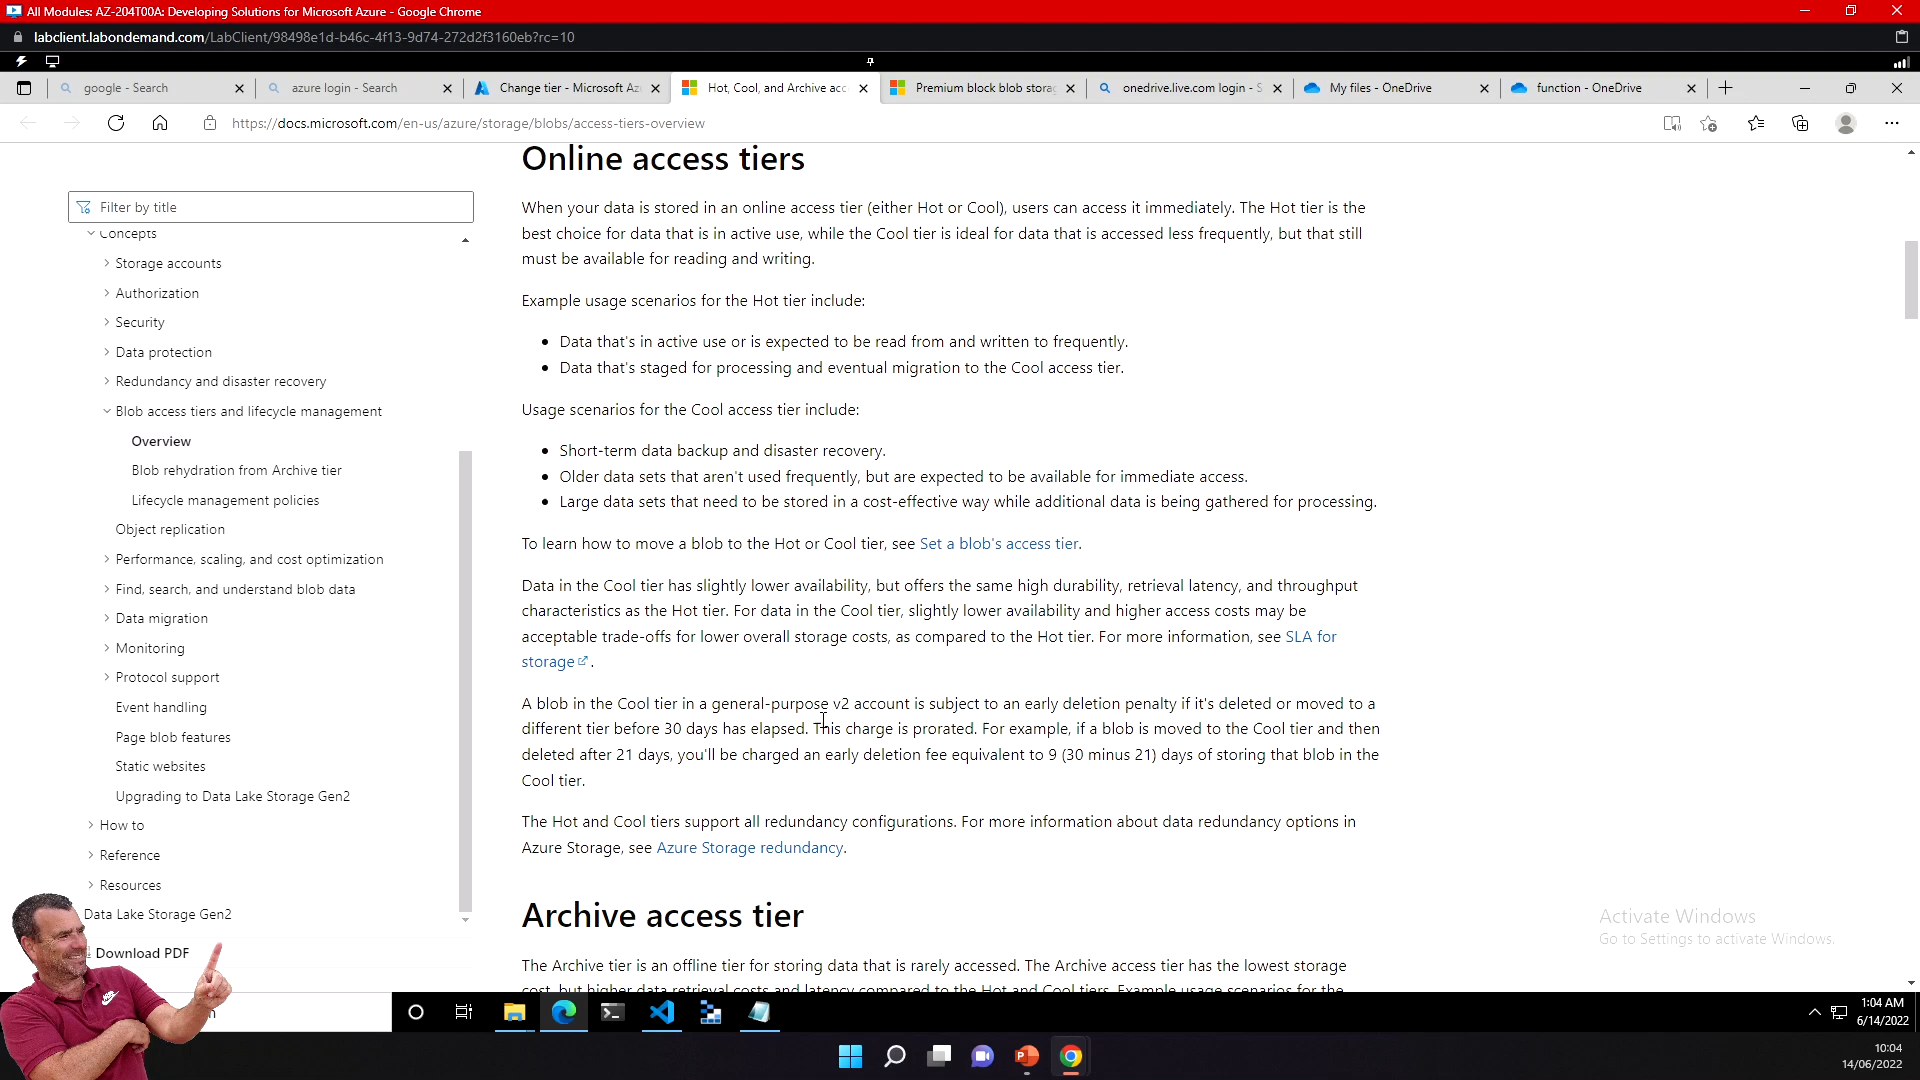 All Modules: AZ-204T00A: Developing Solutions for Microsoft Azure - Google Chrome
labclient.labondemand.com/LabClient/98498e1d-b46c-4f13-9d74-272d2f3160eb?rc=10
google - Search
azure login - Search
Change tier - Microsoft Az
Hot, Cool, and Archive acc
Premium block blob stora
onedrive.live.com login - S
My files - OneDrive
function - OneDrive
https://docs.microsoft.com/en-us/azure/storage/blobs/access-tiers-overview
Filter by title
Concepts
Storage accounts
Authorization
Security
Data protection
Redundancy and disaster recovery
Blob access tiers and lifecycle management
Overview
Blob rehydration from Archive tier
Lifecycle management policies
Object replication
Performance, scaling, and cost optimization
Find, search, and understand blob data
Data migration
Monitoring
Protocol support
Event handling
Page blob features
Static websites
Upgrading to Data Lake Storage Gen2
How to
Reference
Resources
Data Lake Storage Gen2
Download PDF
Online access tiers
When your data is stored in an online access tier (either Hot or Cool), users can access it immediately. The Hot tier is the
best choice for data that is in active use, while the Cool tier is ideal for data that is accessed less frequently, but that still
must be available for reading and writing.
Example usage scenarios for the Hot tier include:
• Data that's in active use or is expected to be read from and written to frequently.
• Data that's staged for processing and eventual migration to the Cool access tier.
Usage scenarios for the Cool access tier include:
• Short-term data backup and disaster recovery.
• Older data sets that aren't used frequently, but are expected to be available for immediate access.
• Large data sets that need to be stored in a cost-effective way while additional data is being gathered for processing.
To learn how to move a blob to the Hot or Cool tier, see Set a blob's access tier.
Data in the Cool tier has slightly lower availability, but offers the same high durability, retrieval latency, and throughput
characteristics as the Hot tier. For data in the Cool tier, slightly lower availability and higher access costs may be
acceptable trade-offs for lower overall storage costs, as compared to the Hot tier. For more information, see SLA for
storage.
A blob in the Cool tier in a general-purpose v2 account is subject to an early deletion penalty if it's deleted or moved to a
different tier before 30 days has elapsed. This charge is prorated. For example, if a blob is moved to the Cool tier and then
deleted after 21 days, you'll be charged an early deletion fee equivalent to 9 (30 minus 21) days of storing that blob in the
Cool tier.
The Hot and Cool tiers support all redundancy configurations. For more information about data redundancy options in
Azure Storage, see Azure Storage redundancy.
Archive access tier
The Archive tier is an offline tier for storing data that is rarely accessed. The Archive access tier has the lowest storage
cost, but higher data retrieval costs and latency compared to the Hot and Cool tiers. Example usage scenarios for the
Activate Windows
Go to Settings to activate Windows.
1:04 AM
6/14/2022
10:04
14/06/2022